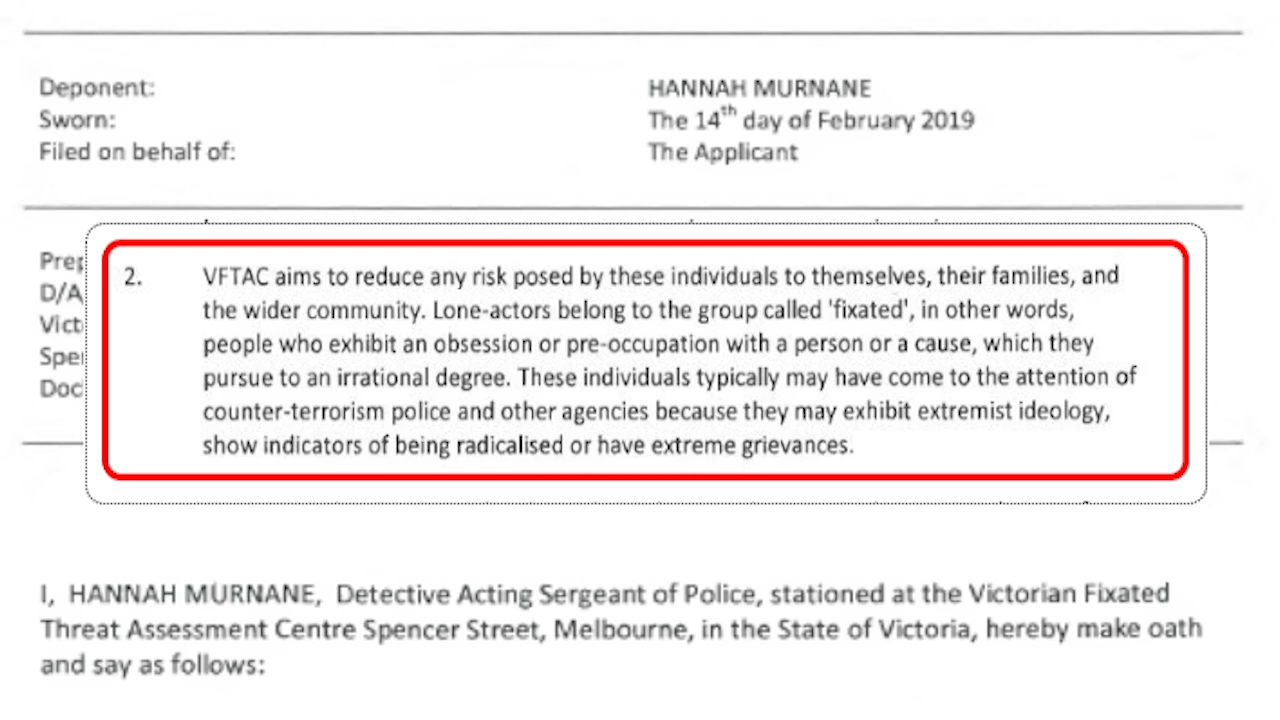 Deponent: HANNAH MURNANE
Sworn: The 14th day of February 2019
Filed on behalf of: The Applicant
D/A
2. VFTAC aims to reduce any risk posed by these individuals to themselves, their families, and
the wider community. Lone-actors belong to the group called 'fixated', in other words,
people who exhibit an obsession or pre-occupation with a person or a cause, which they
pursue to an irrational degree. These individuals typically may have come to the attention of
counter-terrorism police and other agencies because they may exhibit extremist ideology,
show indicators of being radicalised or have extreme grievances.
I, HANNAH MURNANE, Detective Acting Sergeant of Police, stationed at the Victorian Fixated
Threat Assessment Centre Spencer Street, Melbourne, in the State of Victoria, hereby make oath
and say as follows: